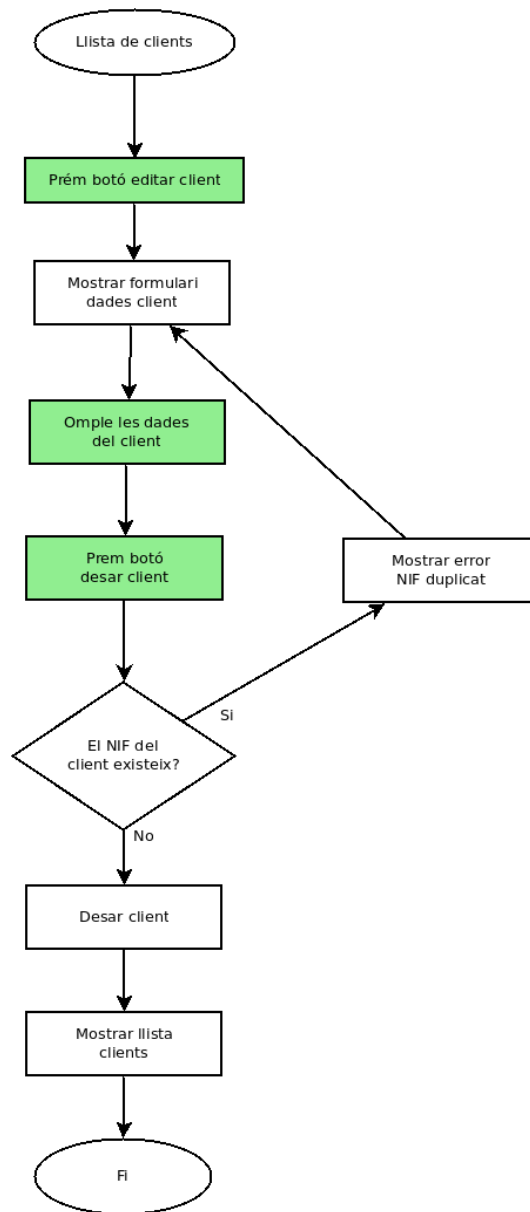 Llista de clients
Prém botó editar client
Mostrar formulari
dades client
Omple les dades
del client
Prem botó
desar client
Mostrar error
NIF duplicat
Si
El NIF del
client existeix?
No
Desar client
Mostrar llista
clients
Fi